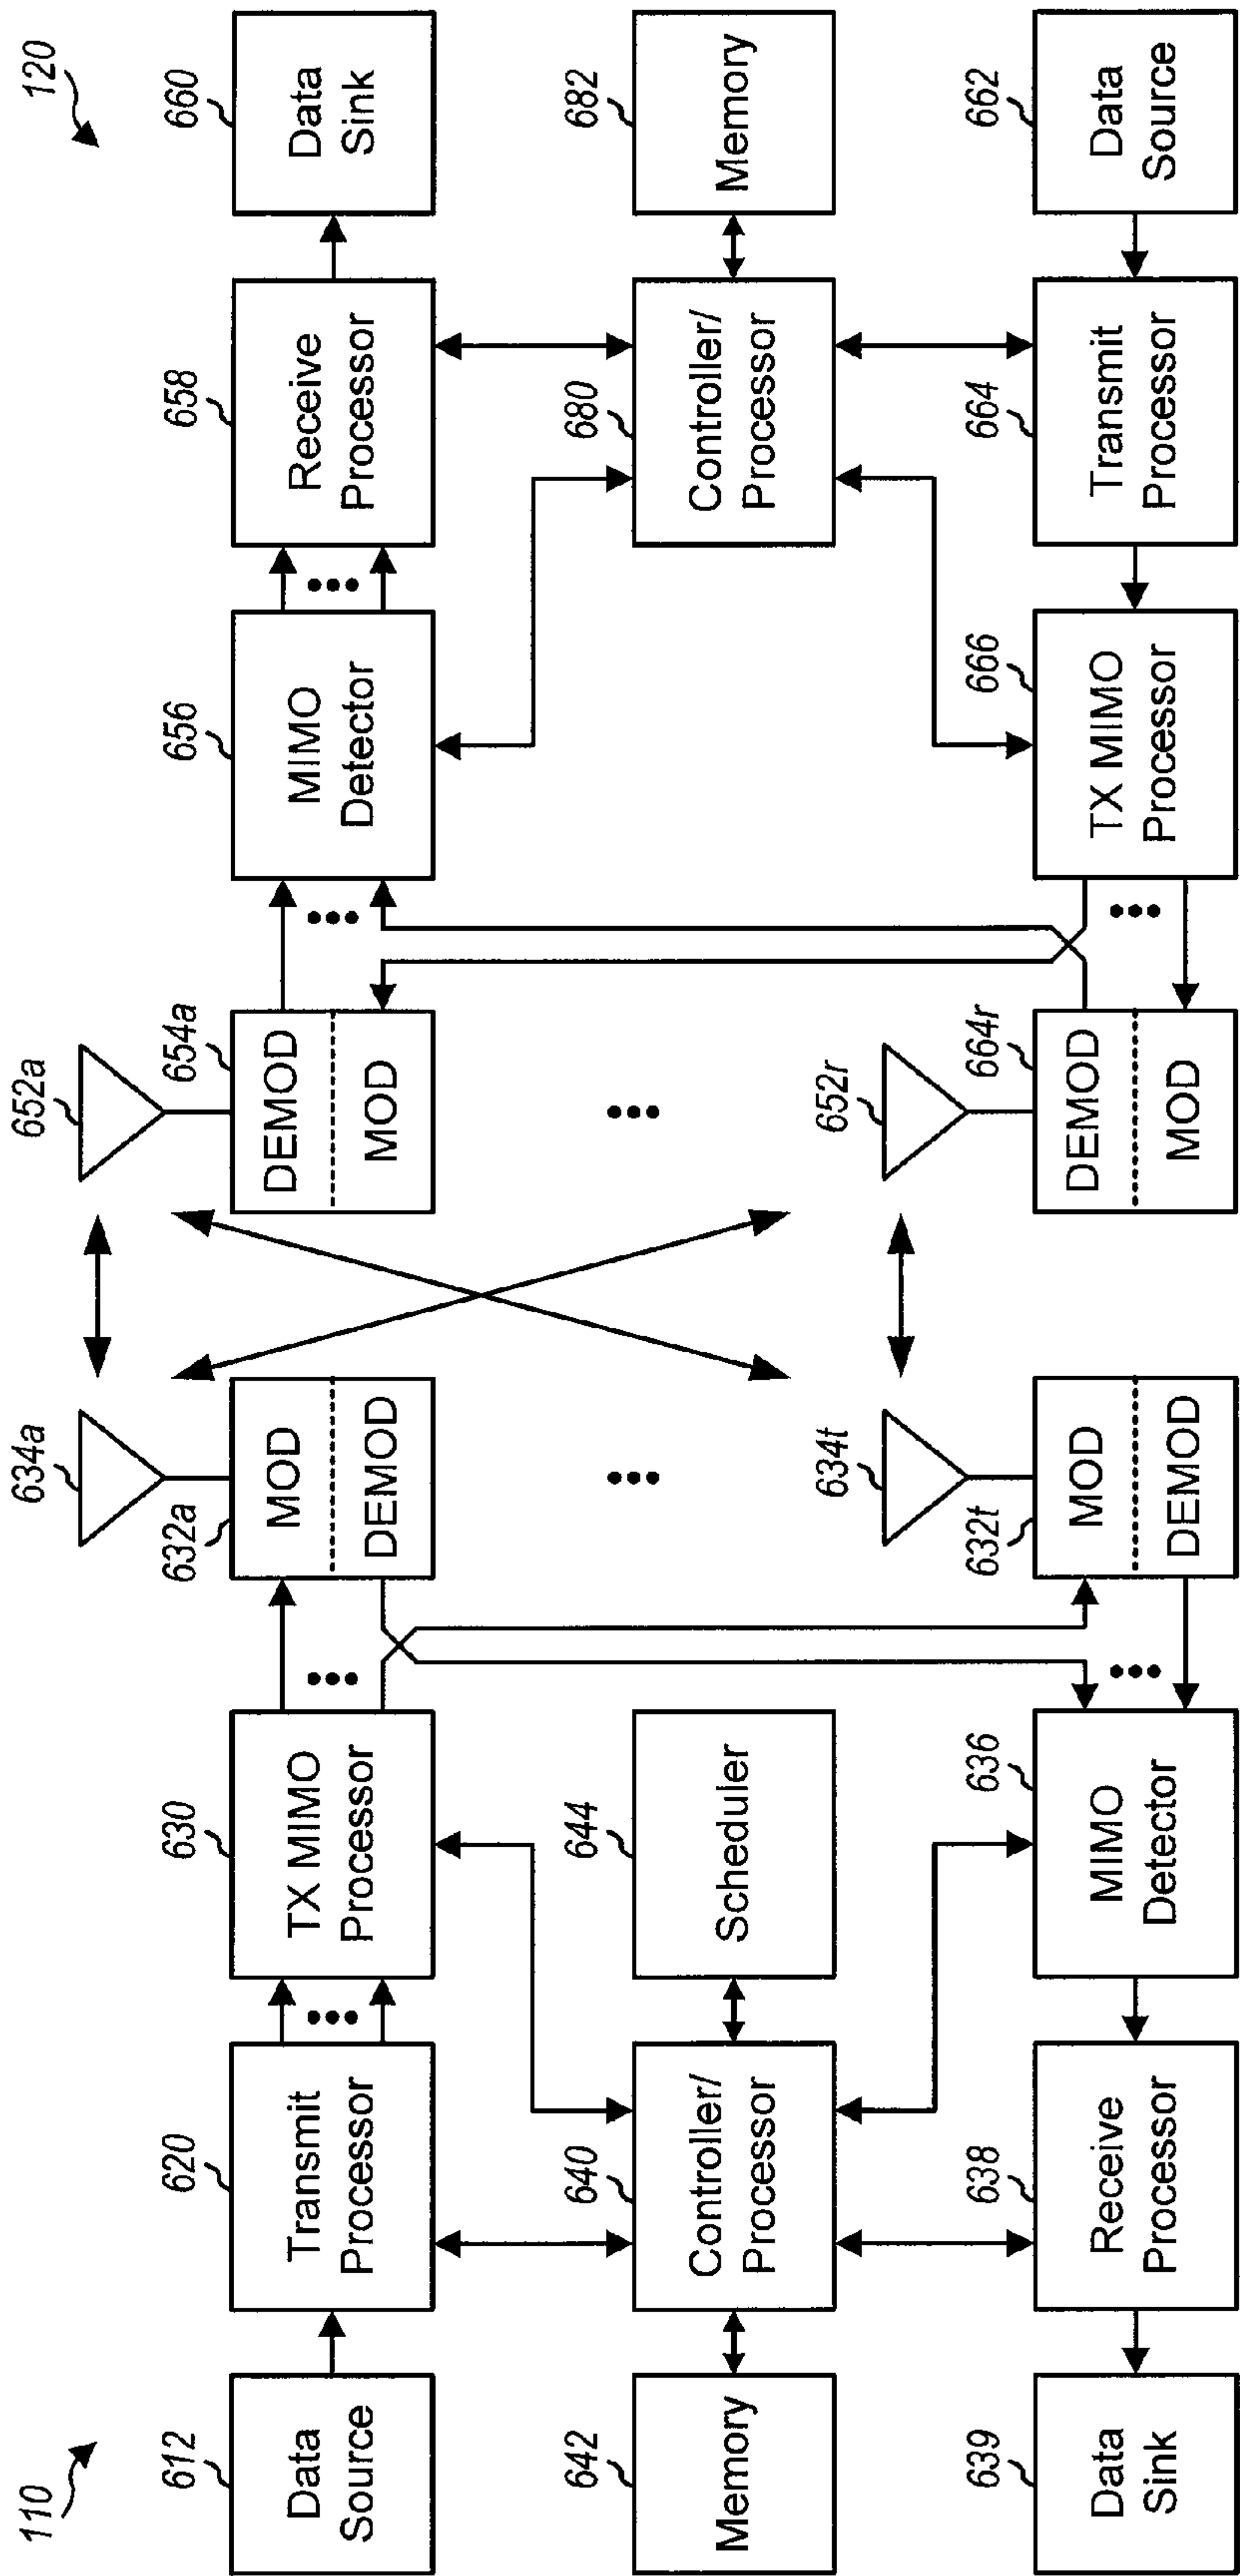 110
612
Data
Source
620
Transmit
Processor
630
TX MIMO
Processor
632a
MOD
DEMOD
634a
652a
654a
DEMOD
MOD
656
MIMO
Detector
658
Receive
Processor
660
Data
Sink
120
642
Memory
640
Controller/
Processor
644
Scheduler
680
Controller/
Processor
682
Memory
639
Data
Sink
638
Receive
Processor
636
MIMO
Detector
632t
MOD
DEMOD
634t
652r
664r
DEMOD
MOD
666
TX MIMO
Processor
664
Transmit
Processor
662
Data
Source